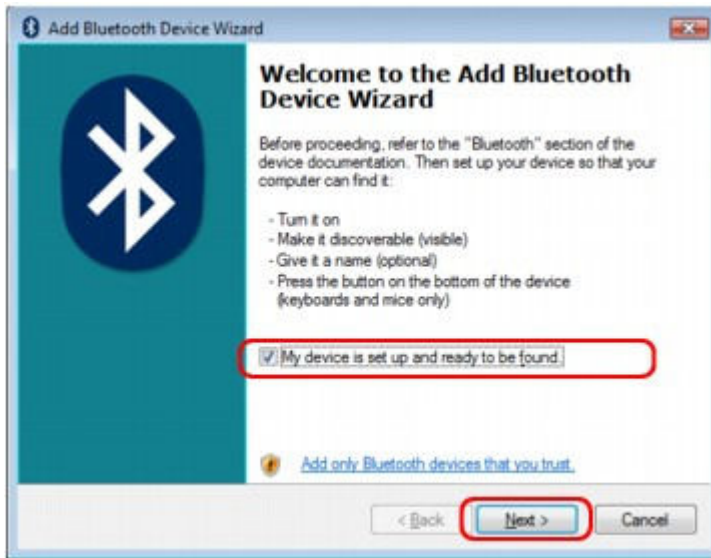 Add Bluetooth Device Wizard
Welcome to the Add Bluetooth
Device Wizard
Before proceeding, refer to the "Bluetooth" section of the
device documentation. Then set up your device so that your
computer can find it:
- Turn it on
- Make it discoverable (visible)
- Give it a name (optional)
- Press the button on the bottom of the device
(keyboards and mice only)
My device is set up and ready to be found.
Add only Bluetooth devices that you trust.
< Back Next > Cancel